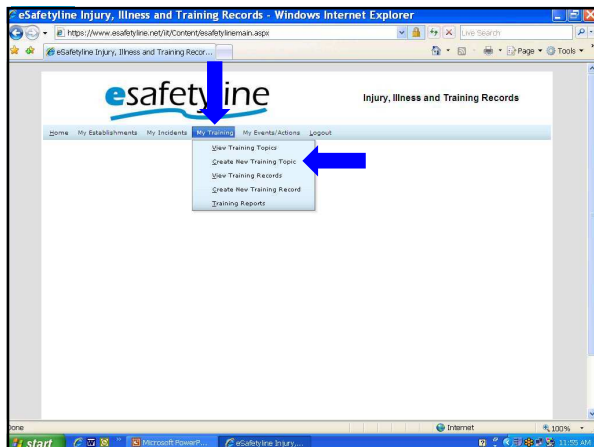 eSafetyline Injury, Illness and Training Records - Windows Internet Explorer
https://www.esafetyline.net/iit/Content/esafetylinemain.aspx
Live Search
eSafetyline Injury, Illness and Training Recor...
Page
Tools
esafetyline
Injury, Illness and Training Records
Home My Establishments My Incidents My Training My Events/Actions Logout
View Training Topics
Create New Training Topic
View Training Records
Create New Training Record
Training Reports
Done
Internet
100%
start
Microsoft PowerP...
eSafetyline Injury,...
11:55 AM